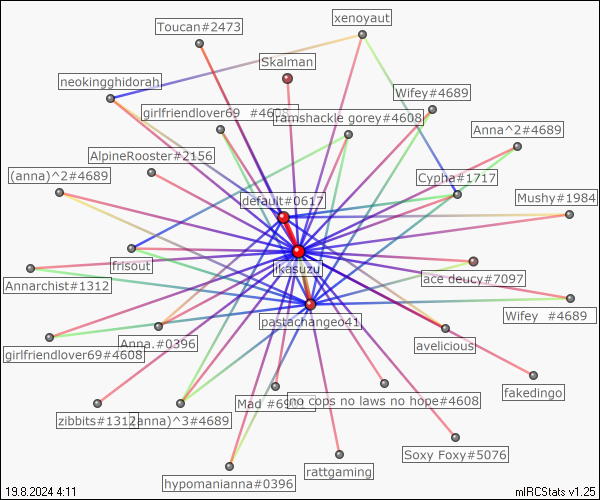 Toucan#2473
xenoyaut
Skalman
neokingghidorah
Wifey#4689
girlfriendlover69 #4608
ramshackle gorey#4608
Anna^2#4689
AlpineRooster#2156
(anna)^2#4689
Cypha#1717
default#0617
Mushy#1984
frisout
ikasuzu
ace deucy#7097
Annarchist#1312
pastachangeo41
Wifey #4689
Anna.#0396
avelicious
girlfriendlover69#4608
fakedingo
Mad
no cops no laws no hope#4608
zibbits#1312
anna)^3#4689
Soxy Foxy#5076
rattgaming
hypomanianna#0396
19.8.2024 4:11
mIRCStats v1.25